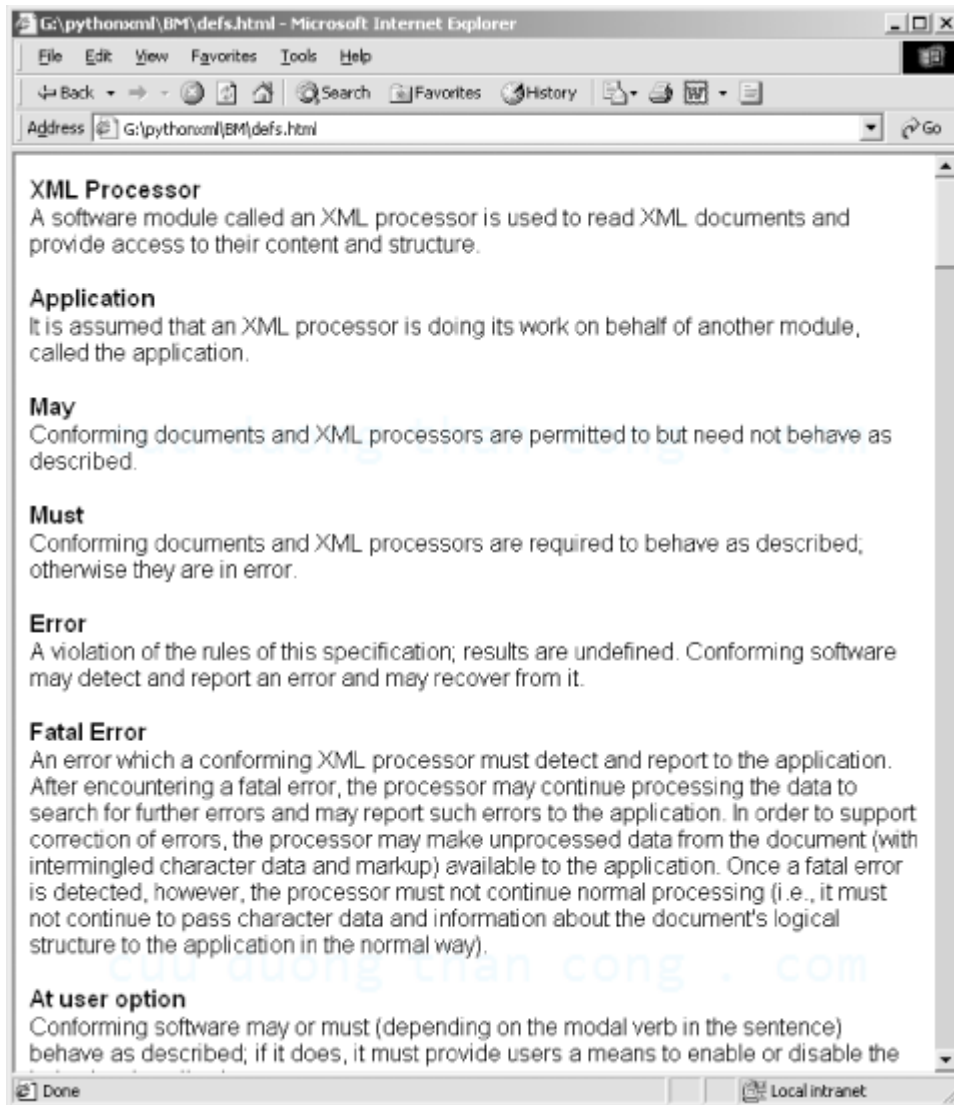 G:\pythonxml\BM\defs.html - Microsoft Internet Explorer
File Edit View Favorites Tools Help
Back Search Favorites History
Address G:\pythonxml\BM\defs.html Go
XML Processor
A software module called an XML processor is used to read XML documents and
provide access to their content and structure.
Application
It is assumed that an XML processor is doing its work on behalf of another module,
called the application.
May
Conforming documents and XML processors are permitted to but need not behave as
described.
cuu duong than cong . com
Must
Conforming documents and XML processors are required to behave as described;
otherwise they are in error.
Error
A violation of the rules of this specification; results are undefined. Conforming software
may detect and report an error and may recover from it.
Fatal Error
An error which a conforming XML processor must detect and report to the application.
After encountering a fatal error, the processor may continue processing the data to
search for further errors and may report such errors to the application. In order to support
correction of errors, the processor may make unprocessed data from the document (with
intermingled character data and markup) available to the application. Once a fatal error
is detected, however, the processor must not continue normal processing (i.e., it must
not continue to pass character data and information about the document's logical
structure to the application in the normal way).
cuu duong than cong . com
At user option
Conforming software may or must (depending on the modal verb in the sentence)
behave as described; if it does, it must provide users a means to enable or disable the
Done Local intranet